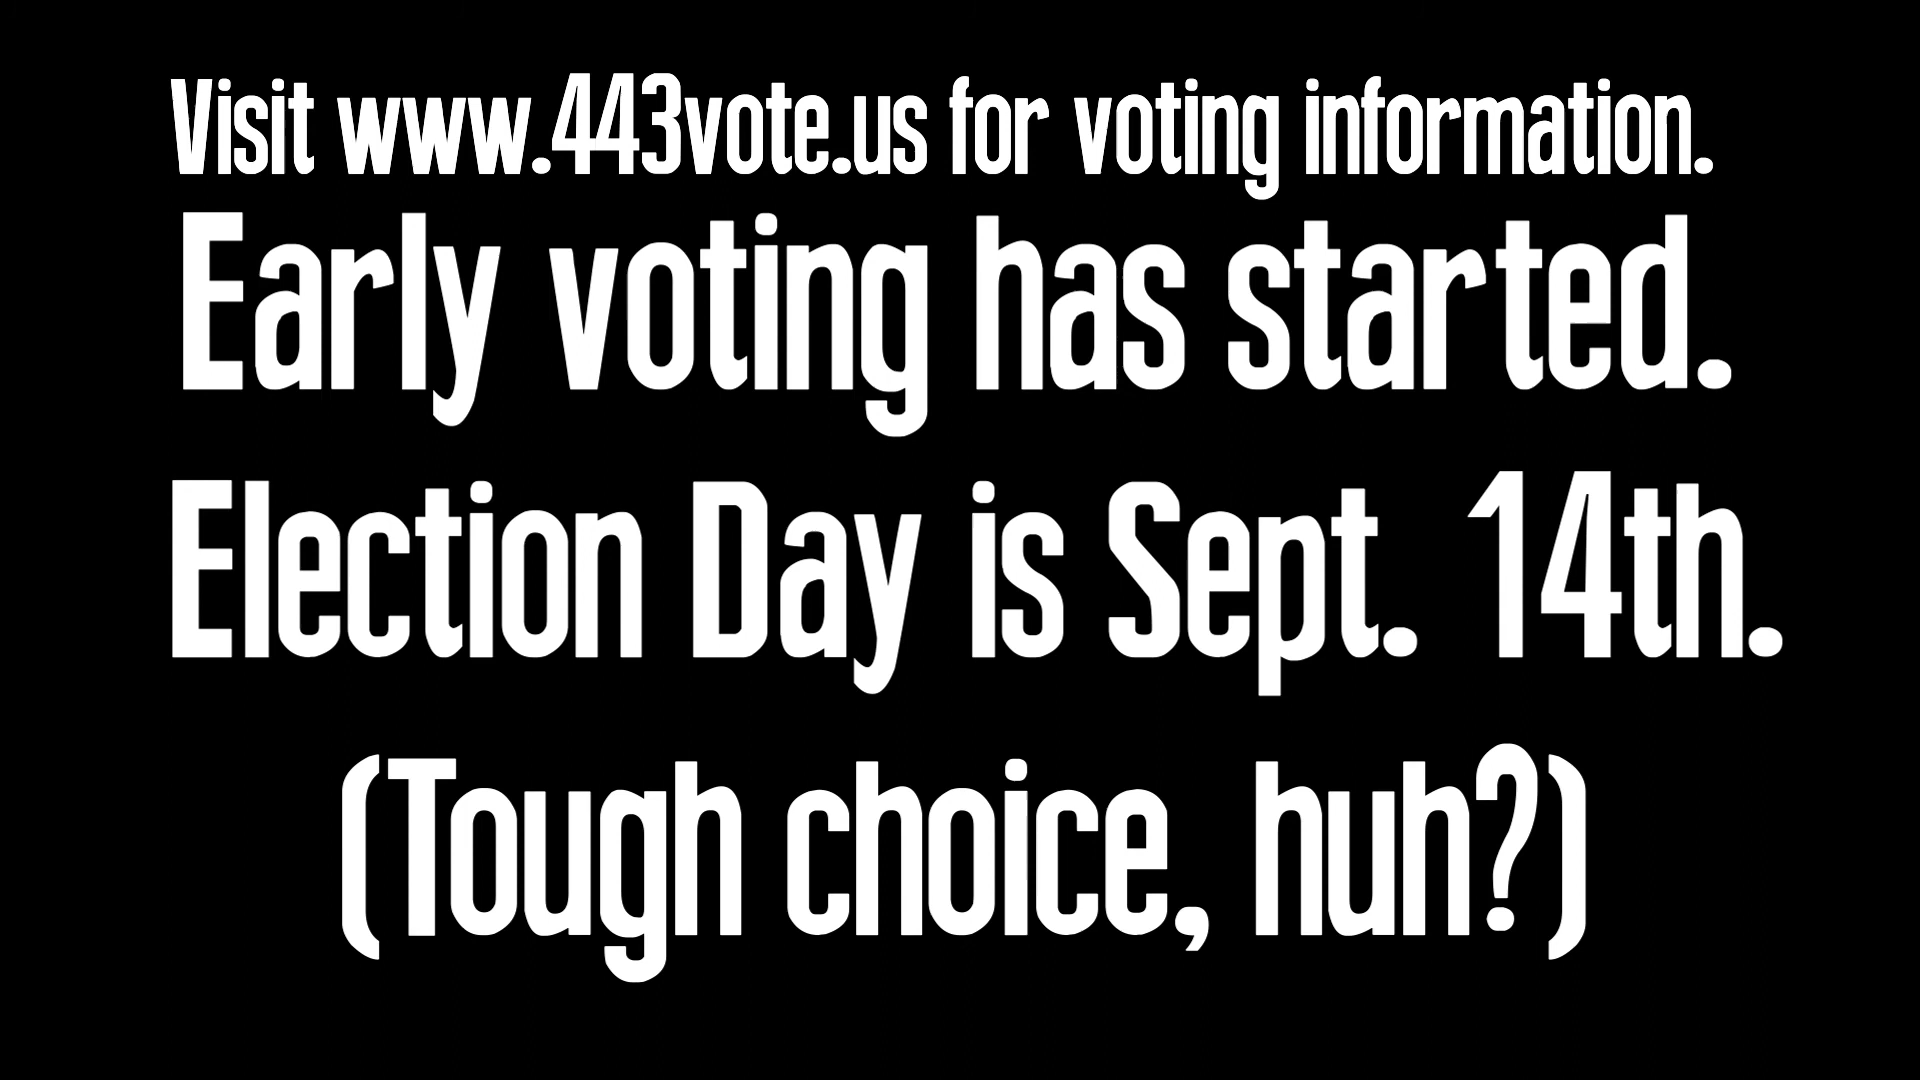 Visit www.443vote.us for voting information.
Early voting has started.
Election Day is Sept. 14th.
(Tough choice, huh?)